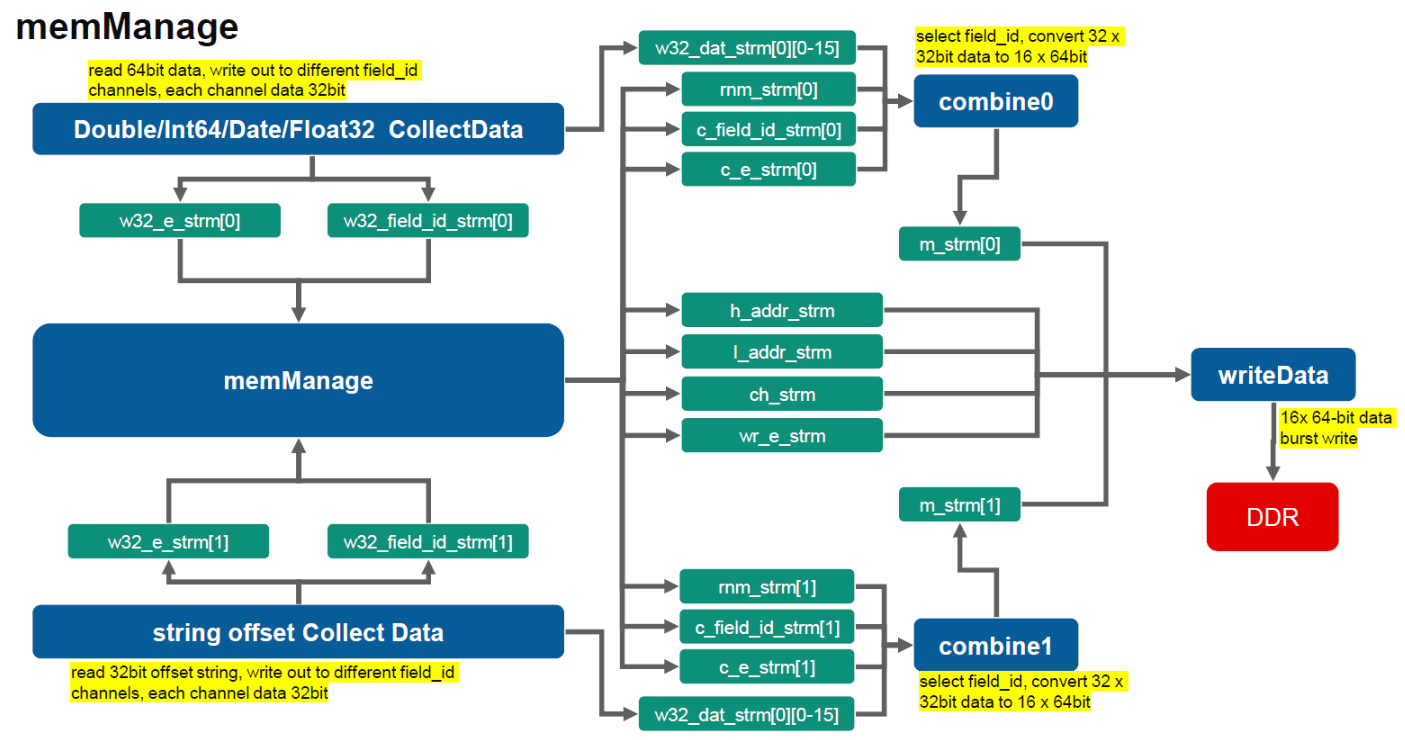 memManage
read 64bit data, write out to different field_id
channels, each channel data 32bit
Double/Int64/Date/Float32 CollectData
w32_e_strm[0]
w32_field_id_strm[0]
memManage
w32_e_strm[1]
w32_field_id_strm[1]
string offset Collect Data
read 32bit offset string, write out to different field_id
channels, each channel data 32bit
w32_dat_strm[0][0-15]
rnm_strm[0]
c_field_id_strm[0]
c_e_strm[0]
select field_id, convert 32 x
32bit data to 16 x 64bit
combine0
m_strm[0]
h_addr_strm
l_addr_strm
ch_strm
wr_e_strm
writeData
16x 64-bit data
burst write
DDR
m_strm[1]
rnm_strm[1]
c_field_id_strm[1]
c_e_strm[1]
w32_dat_strm[0][0-15]
combine1
select field_id, convert 32 x
32bit data to 16 x 64bit